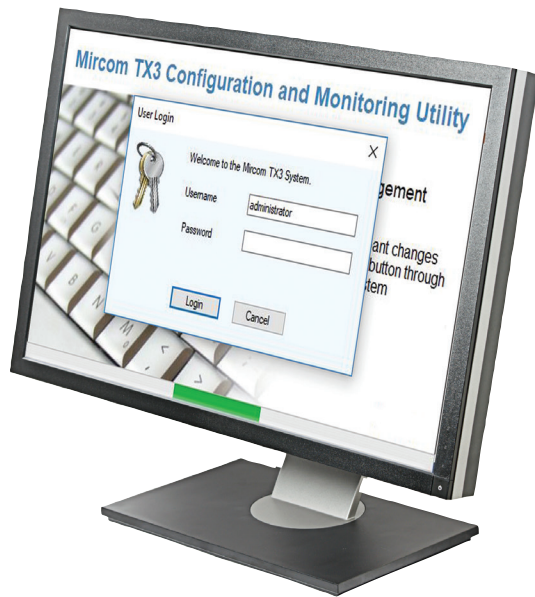 Mircom TX3 Configuration and Monitoring Utility
User Login
X
Welcome to the Mircom TX3 System.
Username
administrator
Password
Login
Cancel
gement
ant changes
button through
tem
B
N
M
<
>